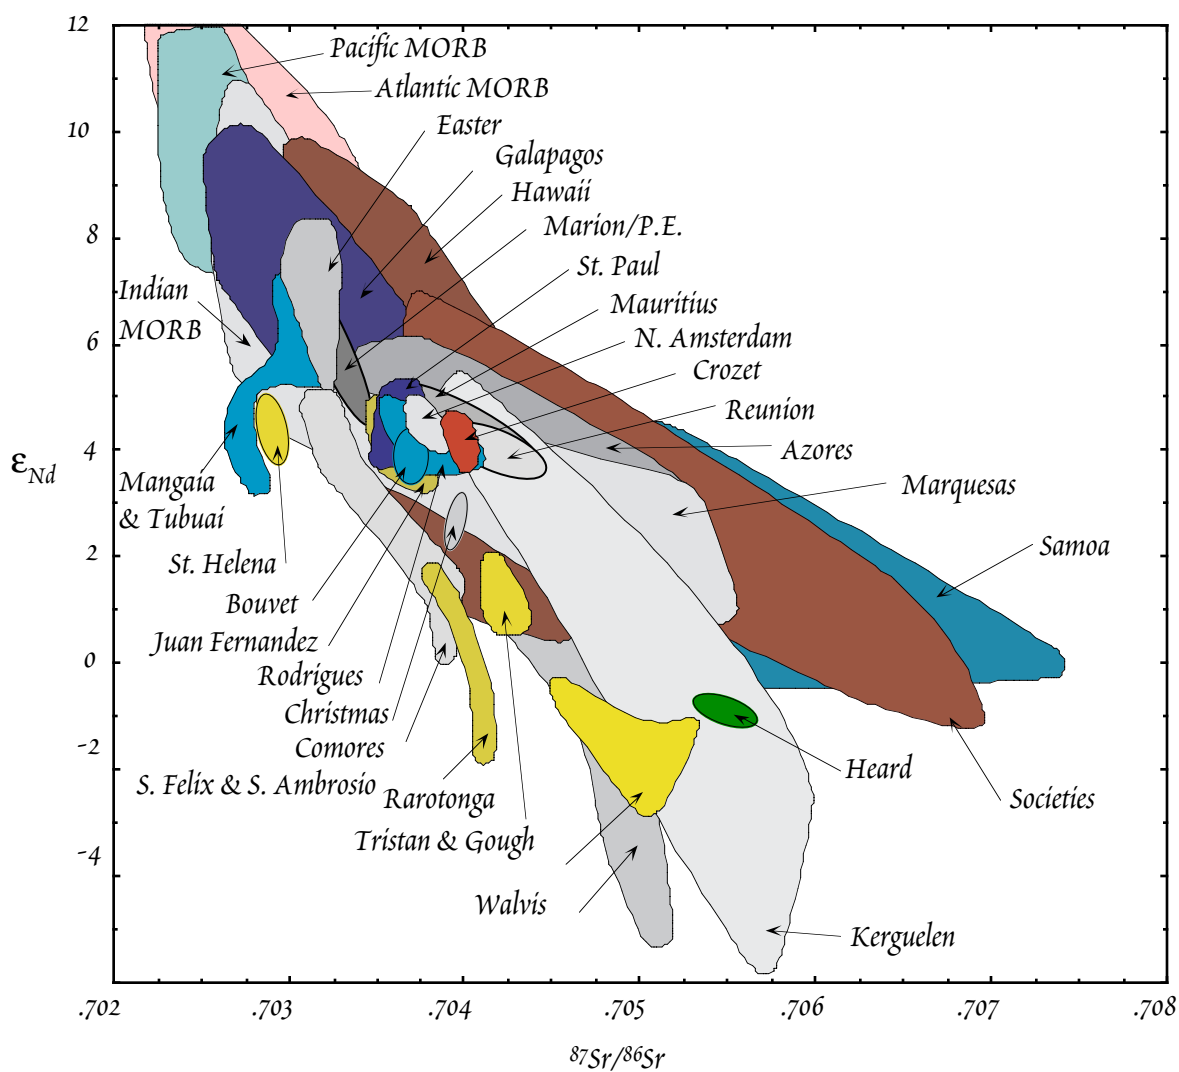 12
Pacific MORB
Atlantic MORB
Easter
10
Galapagos
Hawaii
Marion/P.E.
8
St. Paul
Indian
MORB
Mauritius
6
N. Amsterdam
Crozet
Reunion
Azores
4
εNd
Mangaia
& Tubuai
Marquesas
2
Samoa
St. Helena
Bouvet
Juan Fernandez
0
Rodrigues
Christmas
-2
Comores
Heard
S. Felix & S. Ambrosio
Rarotonga
Societies
Tristan & Gough
-4
Walvis
Kerguelen
.702 .703 .704 .705 .706 .707 .708
87Sr/86Sr